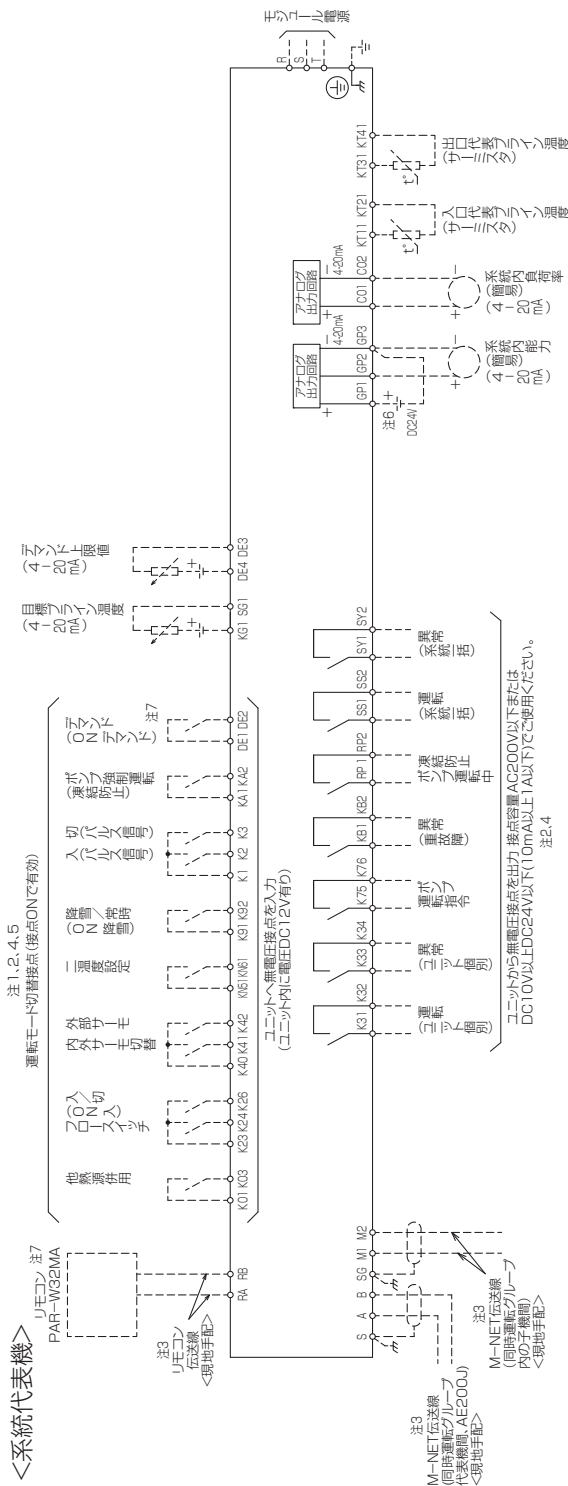 <系統代表機>
リモコン 注7
PAR-W32MA
注3
リモコン
伝送線
<現地手配>
RA
RB
注1,2,4,5
運転モード切替接点(接点ONで有効)
他熱源併用
入/切
(ON 入)
フロースイッチ
外部サーモ
内外サーモ切替
二温度設定
降雪/常時
(ON 降雪)
切(パルス信号)
入(パルス信号)
ポンプ強制運転
(凍結防止)
デマンド
(ONデマンド)
注7
K01 K03
K23 K24 K26
K40 K41 K42
KN51 KN61
K91 K92
K1 K2 K3
KA1 KA2
DE1 DE2
ユニットへ無電圧接点を入力
(ユニット内に電圧DC12V有り)
目標ブライン温度
(4-20mA)
+
KG1 SG1
デマンド上限値
(4-20mA)
+
DE4 DE3
モジュール電源
R
S
T
S A B SG M1 M2
注3
M-NET伝送線
(同時運転グループ
代表機間、AE200J)
<現地手配>
注3
M-NET伝送線
(同時運転グループ
内の子機間)
<現地手配>
K31 K32
運転
(ユニット個別)
K33 K34
異常
(ユニット個別)
K75 K76
ポンプ
運転指令
KB1 KB2
異常
(重故障)
RP1 RP2
凍結防止
ポンプ運転中
SS1 SS2
運転
(系統一括)
SY1 SY2
異常
(系統一括)
ユニットから無電圧接点を出力 接点容量AC200V以下または
DC10V以上DC24V以下(10mA以上1A以下)でご使用ください。
注2,4
アナログ
出力回路
+
−
4-20mA
GP1 GP2 GP3
注6
+
DC24V
+
−
系統内能力
(簡易)
(4-20mA)
アナログ
出力回路
+
−
4-20mA
CO1 CO2
+
−
系統内負荷率
(簡易)
(4-20mA)
KT11 KT21
t°
入口代表ブライン温度
(サーミスタ)
KT31 KT41
t°
出口代表ブライン温度
(サーミスタ)